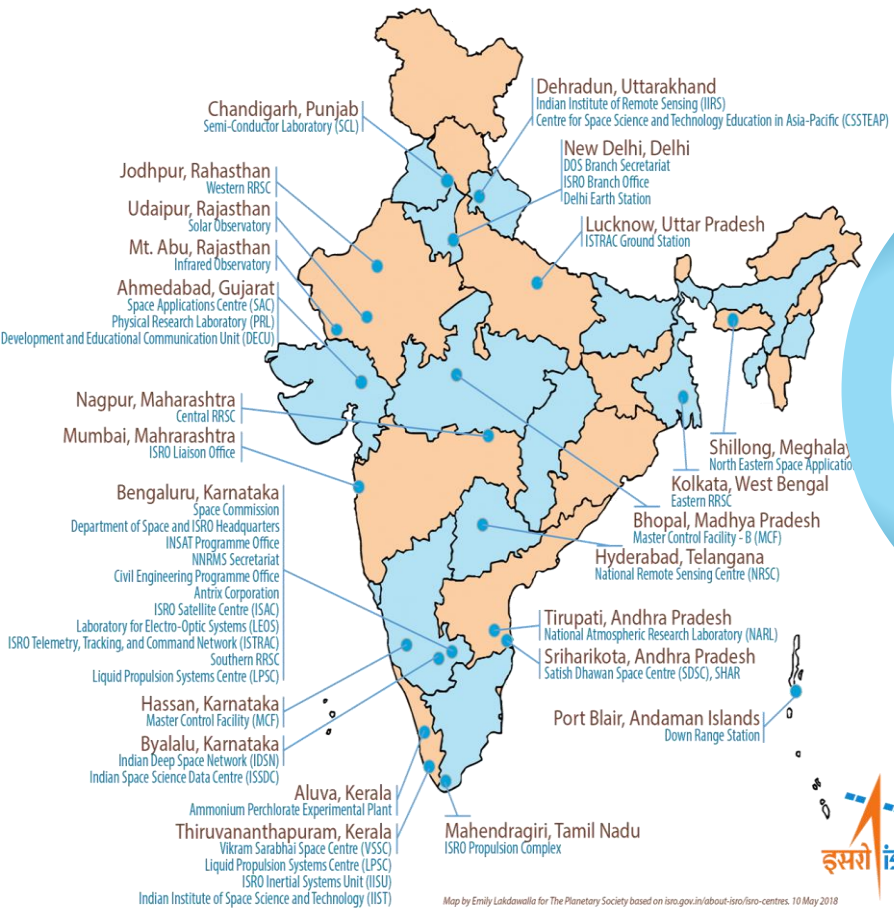 Chandigarh, Punjab
Semi-Conductor Laboratory (SCL)
Dehradun, Uttarakhand
Indian Institute of Remote Sensing (IIRS)
Centre for Space Science and Technology Education in Asia-Pacific (CSSTEAP)
New Delhi, Delhi
DOS Branch Secretariat
ISRO Branch Office
Delhi Earth Station
Jodhpur, Rahasthan
Western RRSC
Udaipur, Rajasthan
Solar Observatory
Mt. Abu, Rajasthan
Infrared Observatory
Lucknow, Uttar Pradesh
ISTRAC Ground Station
Ahmedabad, Gujarat
Space Applications Centre (SAC)
Physical Research Laboratory (PRL)
Development and Educational Communication Unit (DECU)
Nagpur, Maharashtra
Central RRSC
Mumbai, Mahrarashtra
ISRO Liaison Office
Shillong, Meghalay
North Eastern Space Applicatio
Kolkata, West Bengal
Eastern RRSC
Bhopal, Madhya Pradesh
Master Control Facility - B (MCF)
Hyderabad, Telangana
National Remote Sensing Centre (NRSC)
Bengaluru, Karnataka
Space Commission
Department of Space and ISRO Headquarters
INSAT Programme Office
NNRMS Secretariat
Civil Engineering Programme Office
Antrix Corporation
ISRO Satellite Centre (ISAC)
Laboratory for Electro-Optic Systems (LEOS)
ISRO Telemetry, Tracking, and Command Network (ISTRAC)
Southern RRSC
Liquid Propulsion Systems Centre (LPSC)
Tirupati, Andhra Pradesh
National Atmospheric Research Laboratory (NARL)
Sriharikota, Andhra Pradesh
Satish Dhawan Space Centre (SDSC), SHAR
Hassan, Karnataka
Master Control Facility (MCF)
Port Blair, Andaman Islands
Down Range Station
Byalalu, Karnataka
Indian Deep Space Network (IDSN)
Indian Space Science Data Centre (ISSDC)
Aluva, Kerala
Ammonium Perchlorate Experimental Plant
Thiruvananthapuram, Kerala
Vikram Sarabhai Space Centre (VSSC)
Liquid Propulsion Systems Centre (LPSC)
ISRO Inertial Systems Unit (IISU)
Indian Institute of Space Science and Technology (IIST)
Mahendragiri, Tamil Nadu
ISRO Propulsion Complex
इसरो is
Map by Emily Lakdawalla for The Planetary Society based on isro.gov.in/about-isro/isro-centres. 10 May 2018